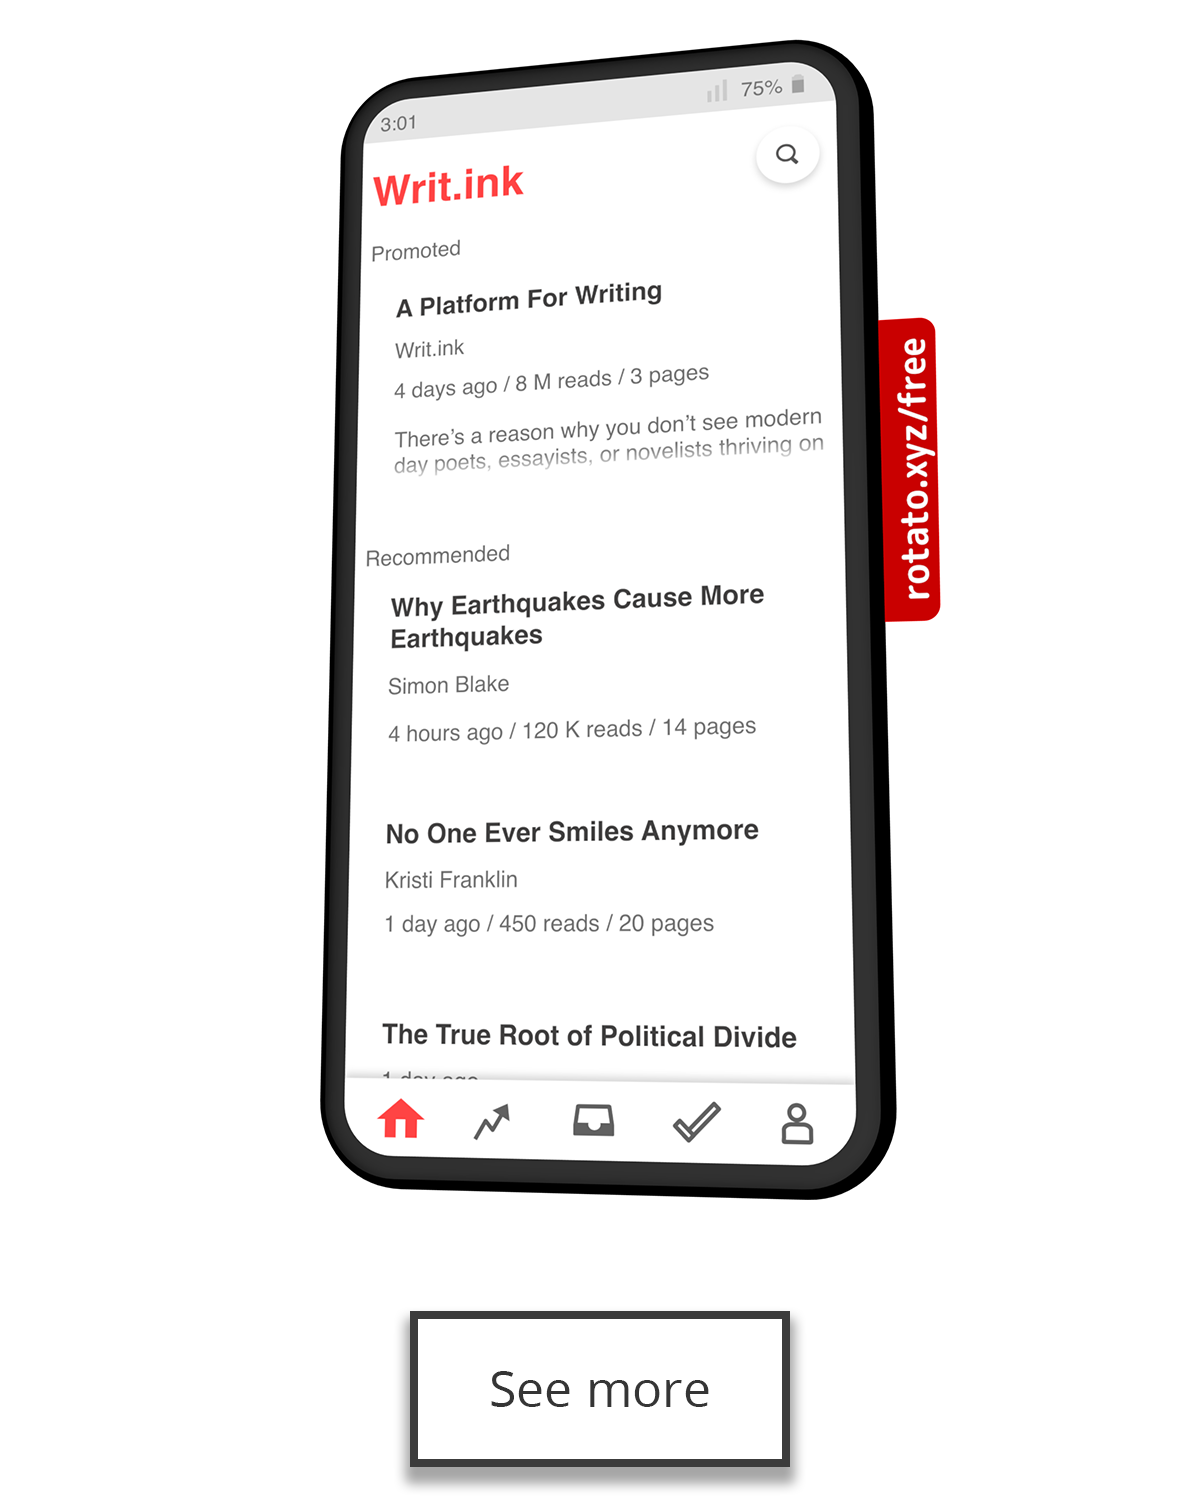 3:01
75%
Writ.ink
Promoted
A Platform For Writing
Writ.ink
4 days ago / 8 M reads / 3 pages
There’s a reason why you don’t see modern
day poets, essayists, or novelists thriving on
Recommended
Why Earthquakes Cause More
Earthquakes
Simon Blake
4 hours ago / 120 K reads / 14 pages
No One Ever Smiles Anymore
Kristi Franklin
1 day ago / 450 reads / 20 pages
The True Root of Political Divide
1 day ago
rotato.xyz/free
See more